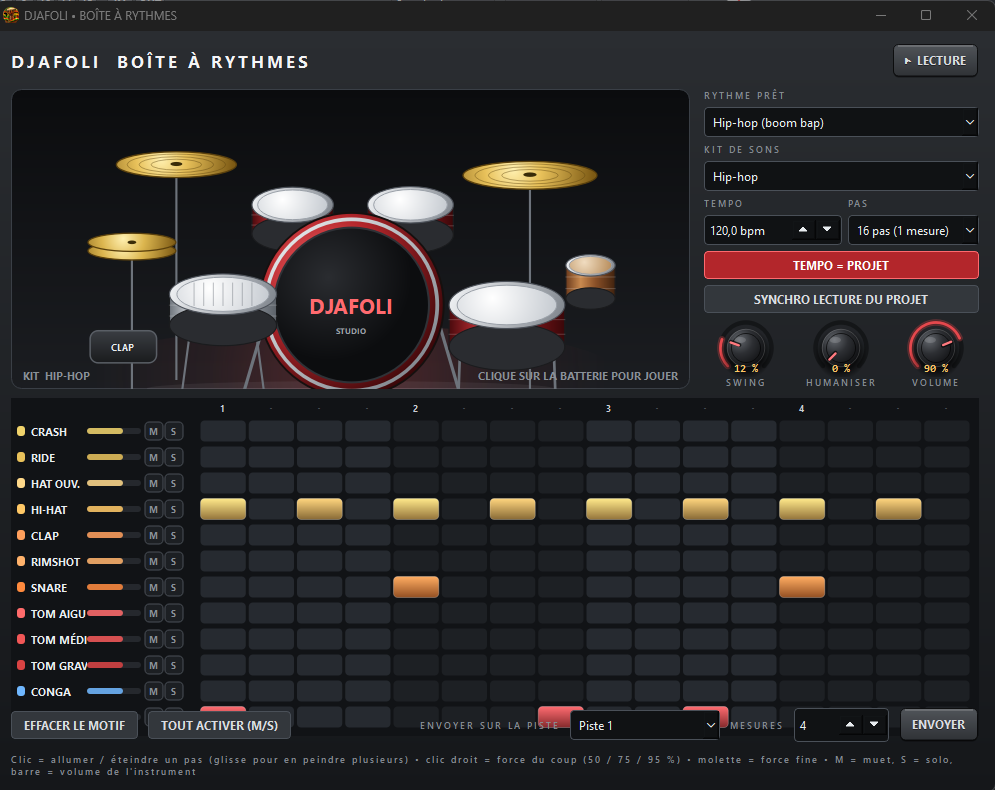 DJAFOLI • BOÎTE À RYTHMES
DJAFOLI BOÎTE À RYTHMES
LECTURE
RYTHME PRÊT
Hip-hop (boom bap)
KIT DE SONS
Hip-hop
TEMPO PAS
120,0 bpm 16 pas (1 mesure)
TEMPO = PROJET
SYNCHRO LECTURE DU PROJET
12 % 0 % 90 %
SWING HUMANISER VOLUME
DJAFOLI
STUDIO
CLAP
KIT HIP-HOP CLIQUE SUR LA BATTERIE POUR JOUER
1 2 3 4
CRASH M S
RIDE M S
HAT OUV. M S
HI-HAT M S
CLAP M S
RIMSHOT M S
SNARE M S
TOM AIGU M S
TOM MÉDI M S
TOM GRAV M S
CONGA M S
EFFACER LE MOTIF TOUT ACTIVER (M/S) ENVOYER SUR LA PISTE Piste 1 MESURES 4 ENVOYER
Clic = allumer / éteindre un pas (glisse pour en peindre plusieurs) • clic droit = force du coup (50 / 75 / 95 %) • molette = force fine • M = muet, S = solo,
barre = volume de l'instrument